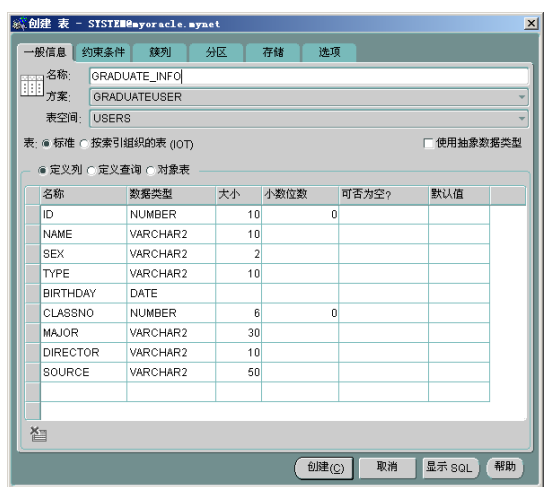 创建 表 - SYSTEM@myoracle.mynet
一般信息 约束条件 簇列 分区 存储 选项
名称: GRADUATE_INFO
方案: GRADUATEUSER
表空间: USERS
表: 标准 按索引组织的表 (IOT) 使用抽象数据类型
定义列 定义查询 对象表
名称 数据类型 大小 小数位数 可否为空? 默认值
ID NUMBER 10 0
NAME VARCHAR2 10
SEX VARCHAR2 2
TYPE VARCHAR2 10
BIRTHDAY DATE
CLASSNO NUMBER 6 0
MAJOR VARCHAR2 30
DIRECTOR VARCHAR2 10
SOURCE VARCHAR2 50
创建(C) 取消 显示 SQL 帮助